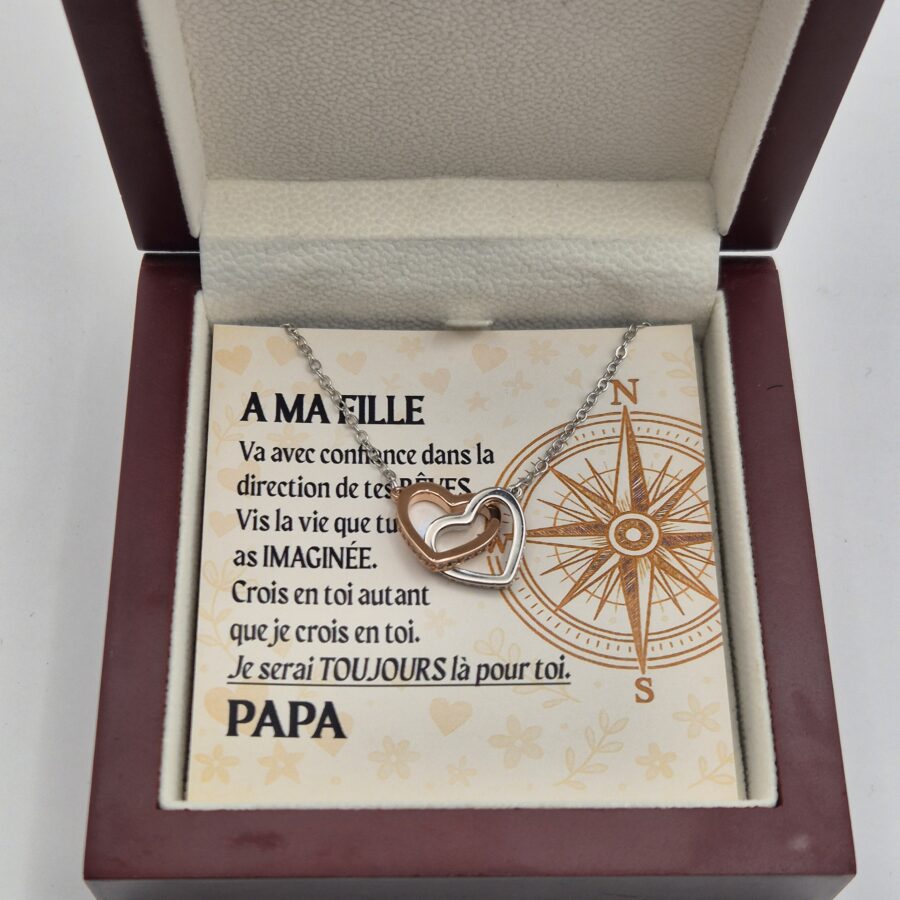 A MA FILLE
Va avec confiance dans la
direction de tes RÊVES
Vis la vie que tu
as IMAGINÉE.
Crois en toi autant
que je crois en toi.
Je serai TOUJOURS là pour toi.
PAPA
N
W
S